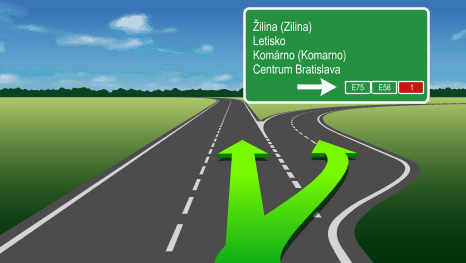 Žilina (Zilina)
Letisko
Komárno (Komarno)
Centrum Bratislava
E75 E58 1